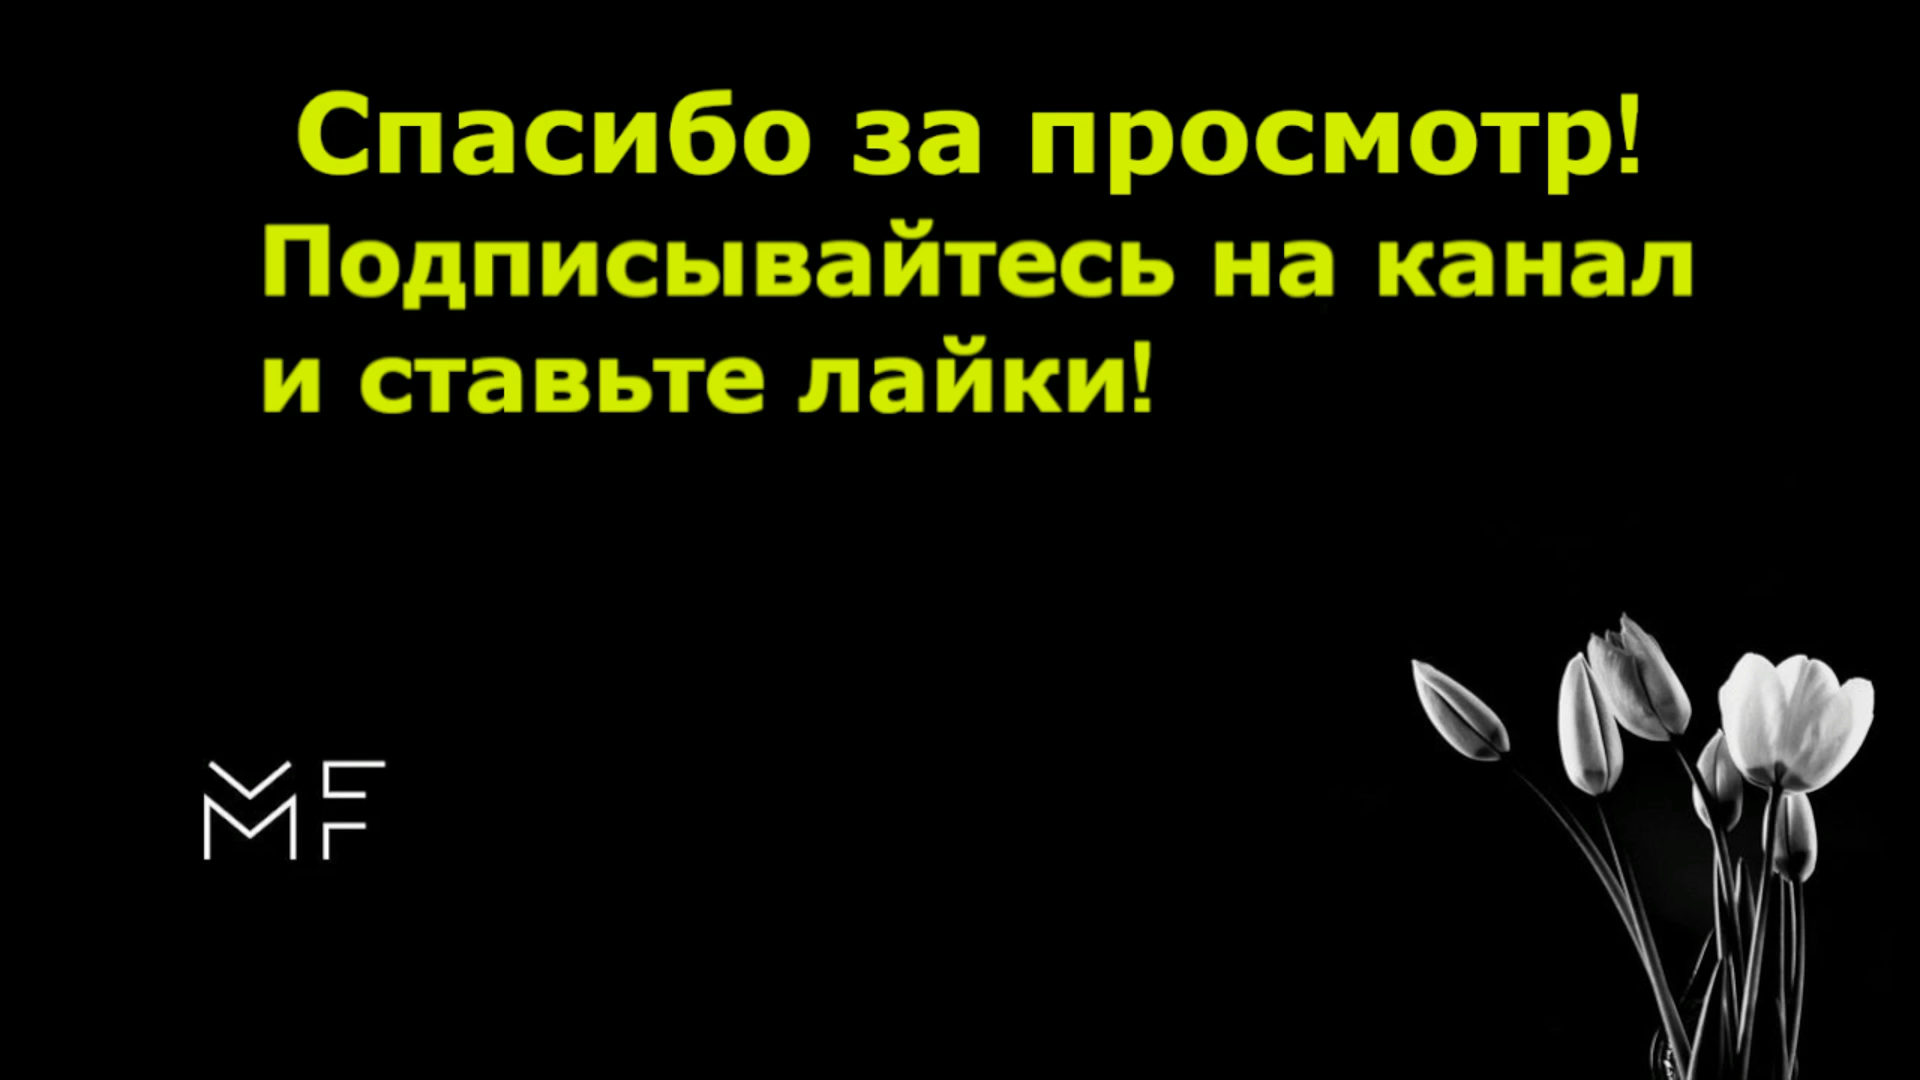 Спасибо за просмотр!
Подписывайтесь на канал
и ставьте лайки!
MF